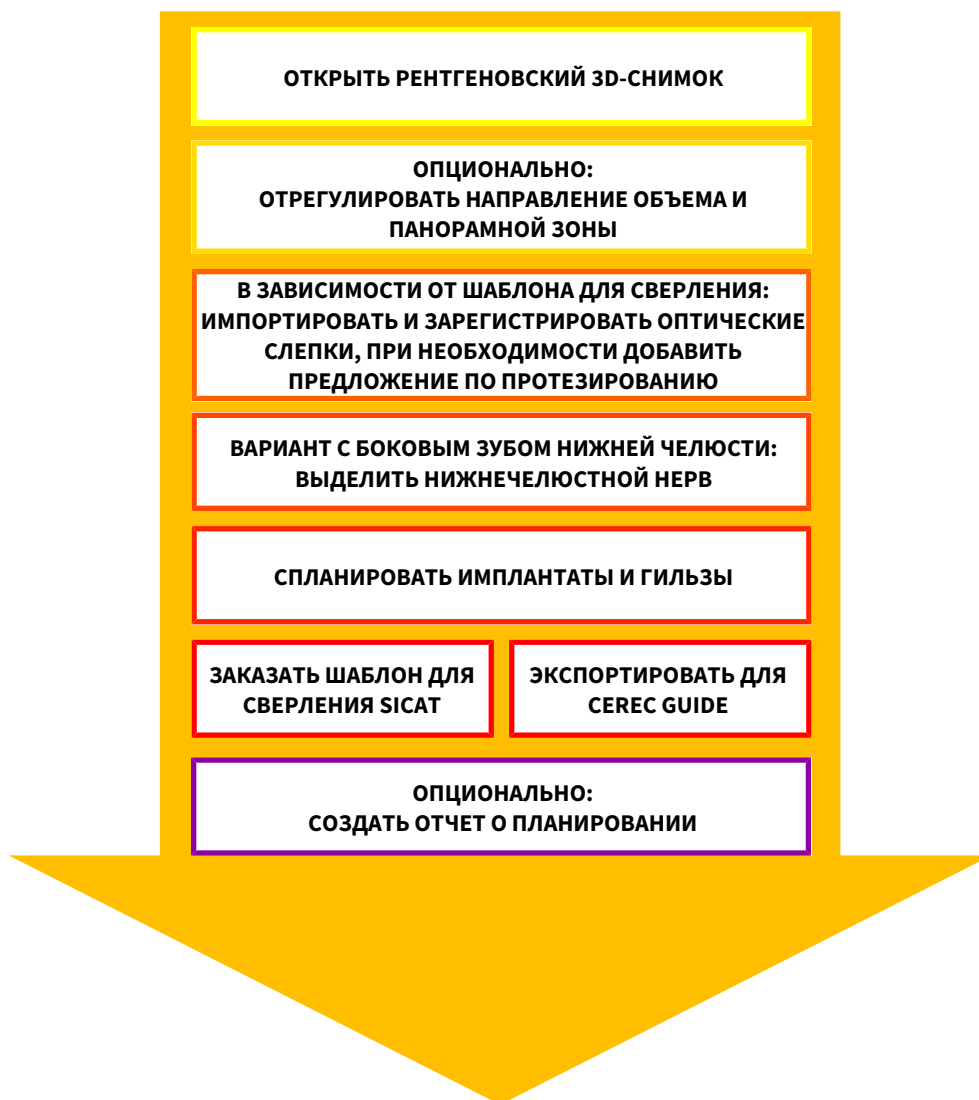 ОТКРЫТЬ РЕНТГЕНОВСКИЙ 3D-СНИМОК
ОПЦИОНАЛЬНО:
ОТРЕГУЛИРОВАТЬ НАПРАВЛЕНИЕ ОБЪЕМА И
ПАНОРАМНОЙ ЗОНЫ
В ЗАВИСИМОСТИ ОТ ШАБЛОНА ДЛЯ СВЕРЛЕНИЯ:
ИМПОРТИРОВАТЬ И ЗАРЕГИСТРИРОВАТЬ ОПТИЧЕСКИЕ
СЛЕПКИ, ПРИ НЕОБХОДИМОСТИ ДОБАВИТЬ
ПРЕДЛОЖЕНИЕ ПО ПРОТЕЗИРОВАНИЮ
ВАРИАНТ С БОКОВЫМ ЗУБОМ НИЖНЕЙ ЧЕЛЮСТИ:
ВЫДЕЛИТЬ НИЖНЕЧЕЛЮСТНОЙ НЕРВ
СПЛАНИРОВАТЬ ИМПЛАНТАТЫ И ГИЛЬЗЫ
ЗАКАЗАТЬ ШАБЛОН ДЛЯ
СВЕРЛЕНИЯ SICAT
ЭКСПОРТИРОВАТЬ ДЛЯ
CEREC GUIDE
ОПЦИОНАЛЬНО:
СОЗДАТЬ ОТЧЕТ О ПЛАНИРОВАНИИ